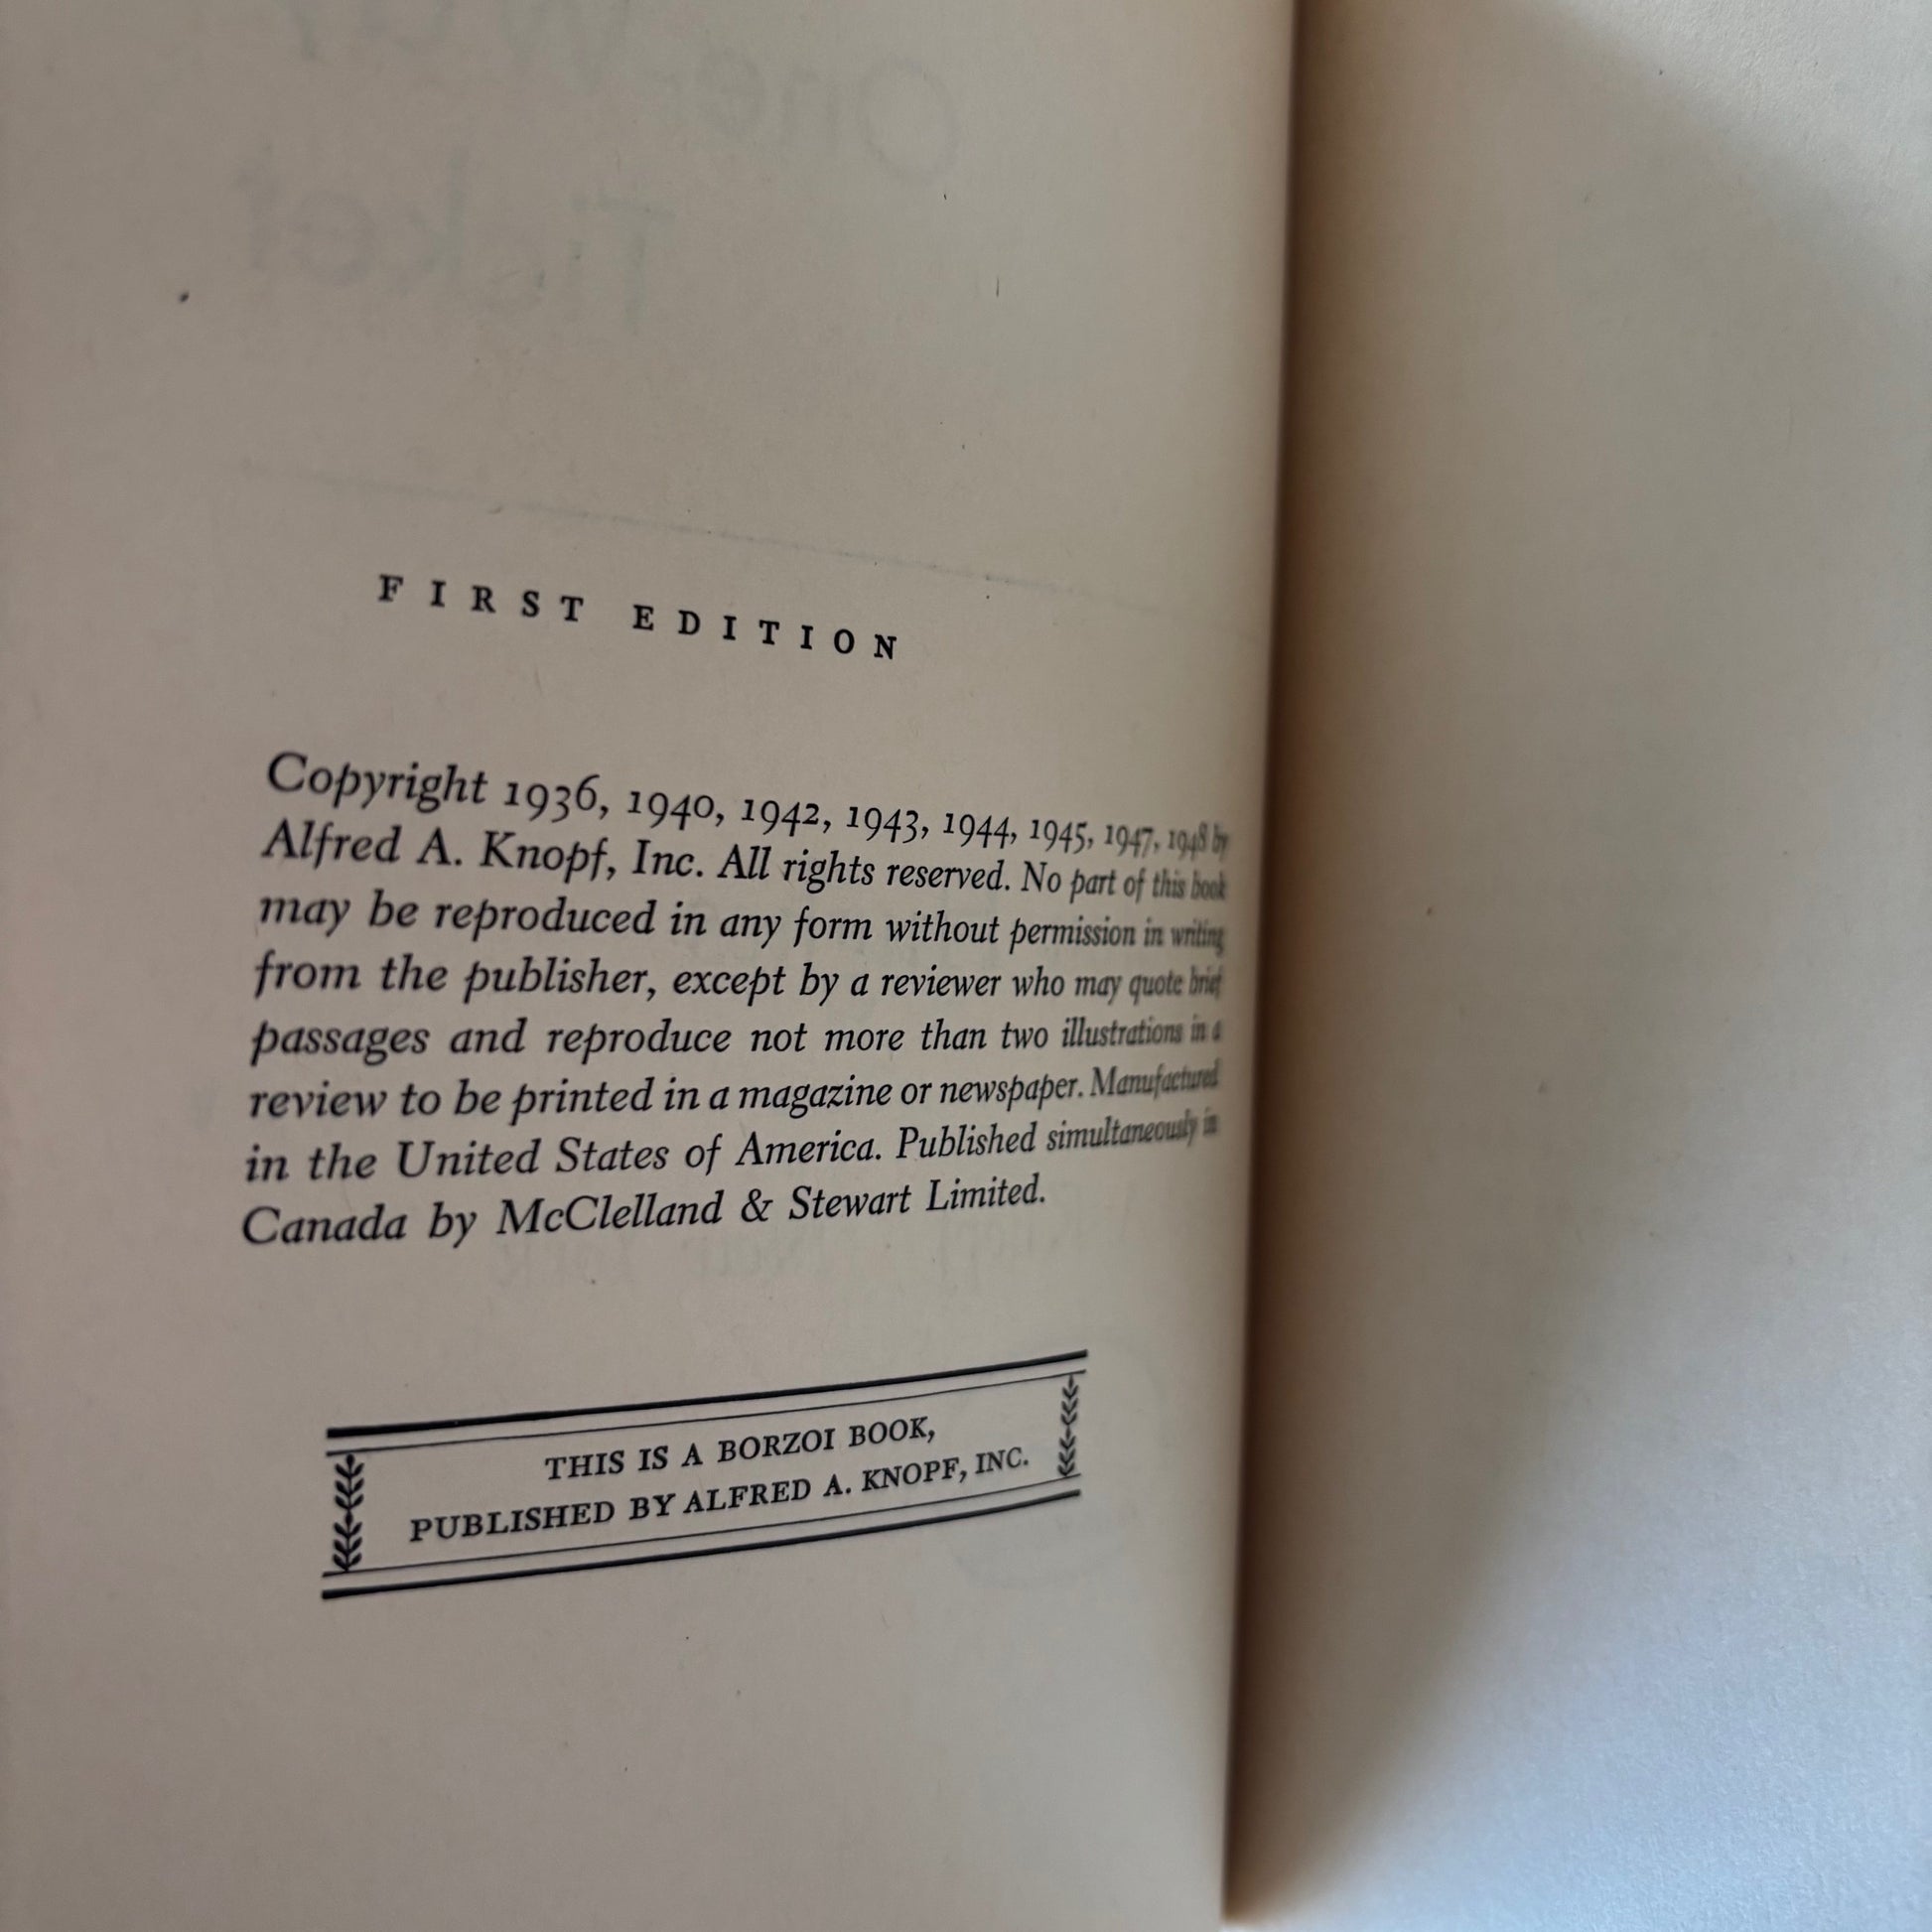 One-Way
Ticket
FIRST EDITION
Copyright 1936, 1940, 1942, 1943, 1944, 1945, 1947, 1948 by
Alfred A. Knopf, Inc. All rights reserved. No part of this book
may be reproduced in any form without permission in writing
from the publisher, except by a reviewer who may quote brief
passages and reproduce not more than two illustrations in a
review to be printed in a magazine or newspaper. Manufactured
in the United States of America. Published simultaneously in
Canada by McClelland & Stewart Limited.
THIS IS A BORZOI BOOK,
PUBLISHED BY ALFRED A. KNOPF, INC.